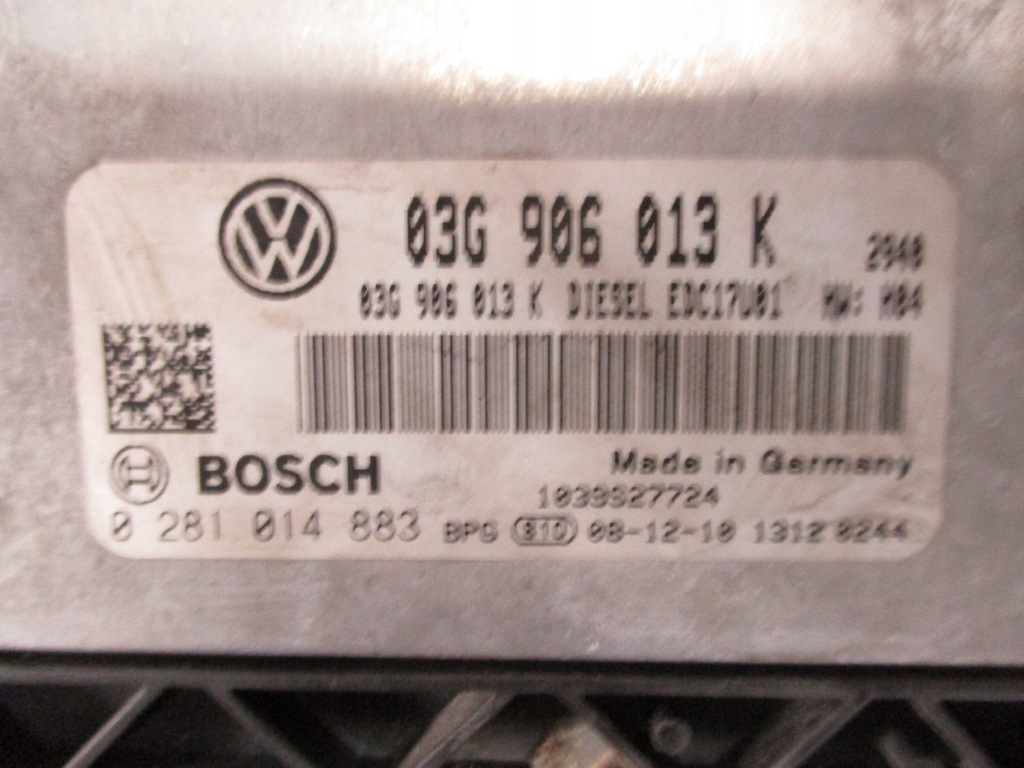 03G 906 013 K
2940
03G 906 013 K DIESEL EDC17U01 HW: H04
BOSCH
Made in Germany
1039S27724
0 281 014 883 BPG 81D 08-12-10 1312 0244